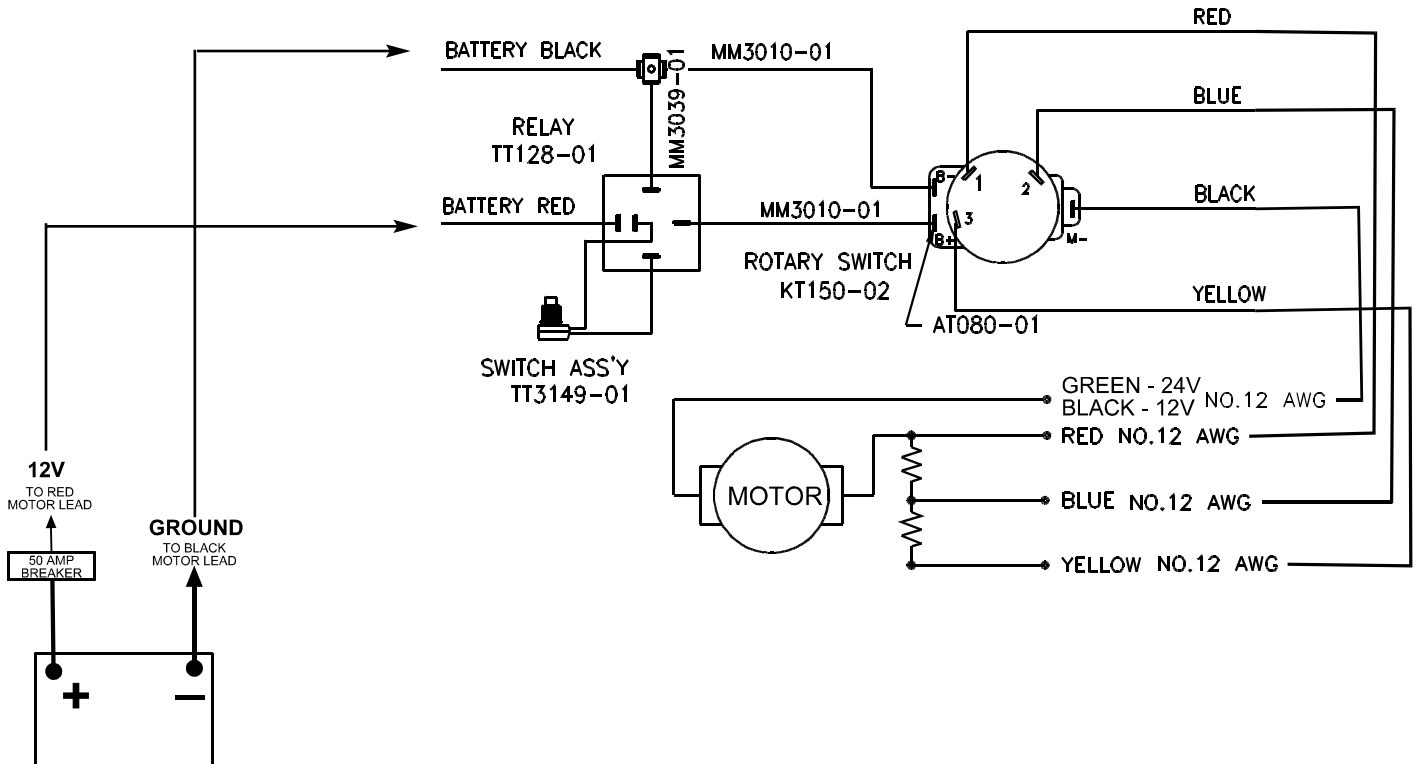 RED
BATTERY BLACK
MM3010-01
MM3039-01
BLUE
RELAY
TT128-01
B-
1
2
BATTERY RED
MM3010-01
3
BLACK
B+
M-
ROTARY SWITCH
KT150-02
YELLOW
AT080-01
SWITCH ASS'Y
TT3149-01
GREEN - 24V
BLACK - 12V
NO.12 AWG
RED NO.12 AWG
12V
TO RED
MOTOR LEAD
MOTOR
BLUE NO.12 AWG
GROUND
TO BLACK
MOTOR LEAD
50 AMP
BREAKER
YELLOW NO.12 AWG
+
−